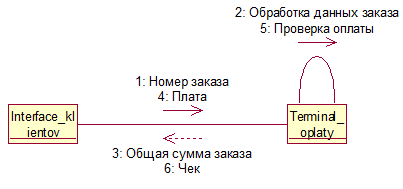 2: Обработка данных заказа
5: Проверка оплаты
1: Номер заказа
4: Плата
Interface_kl
ientov
Terminal_
oplaty
3: Общая сумма заказа
6: Чек